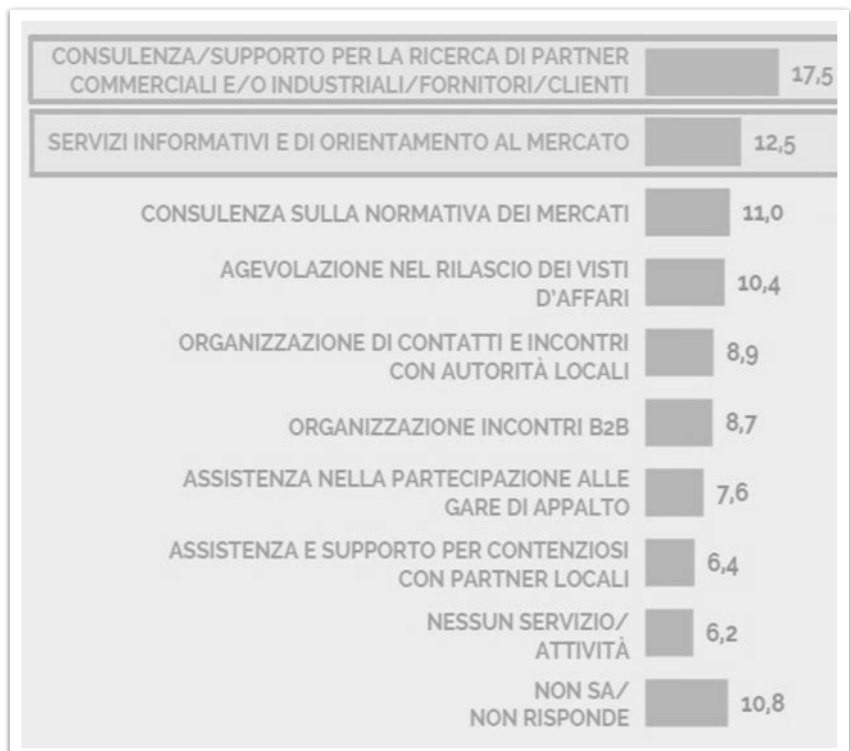 CONSULENZA/SUPPORTO PER LA RICERCA DI PARTNER
COMMERCIALI E/O INDUSTRIALI/FORNITORI/CLIENTI
17,5
SERVIZI INFORMATIVI E DI ORIENTAMENTO AL MERCATO
12,5
CONSULENZA SULLA NORMATIVA DEI MERCATI
11,0
AGEVOLAZIONE NEL RILASCIO DEI VISTI
D'AFFARI
10,4
ORGANIZZAZIONE DI CONTATTI E INCONTRI
CON AUTORITÀ LOCALI
8,9
ORGANIZZAZIONE INCONTRI B2B
8,7
ASSISTENZA NELLA PARTECIPAZIONE ALLE
GARE DI APPALTO
7,6
ASSISTENZA E SUPPORTO PER CONTENZIOSI
CON PARTNER LOCALI
6,4
NESSUN SERVIZIO/
ATTIVITÀ
6,2
NON SA/
NON RISPONDE
10,8